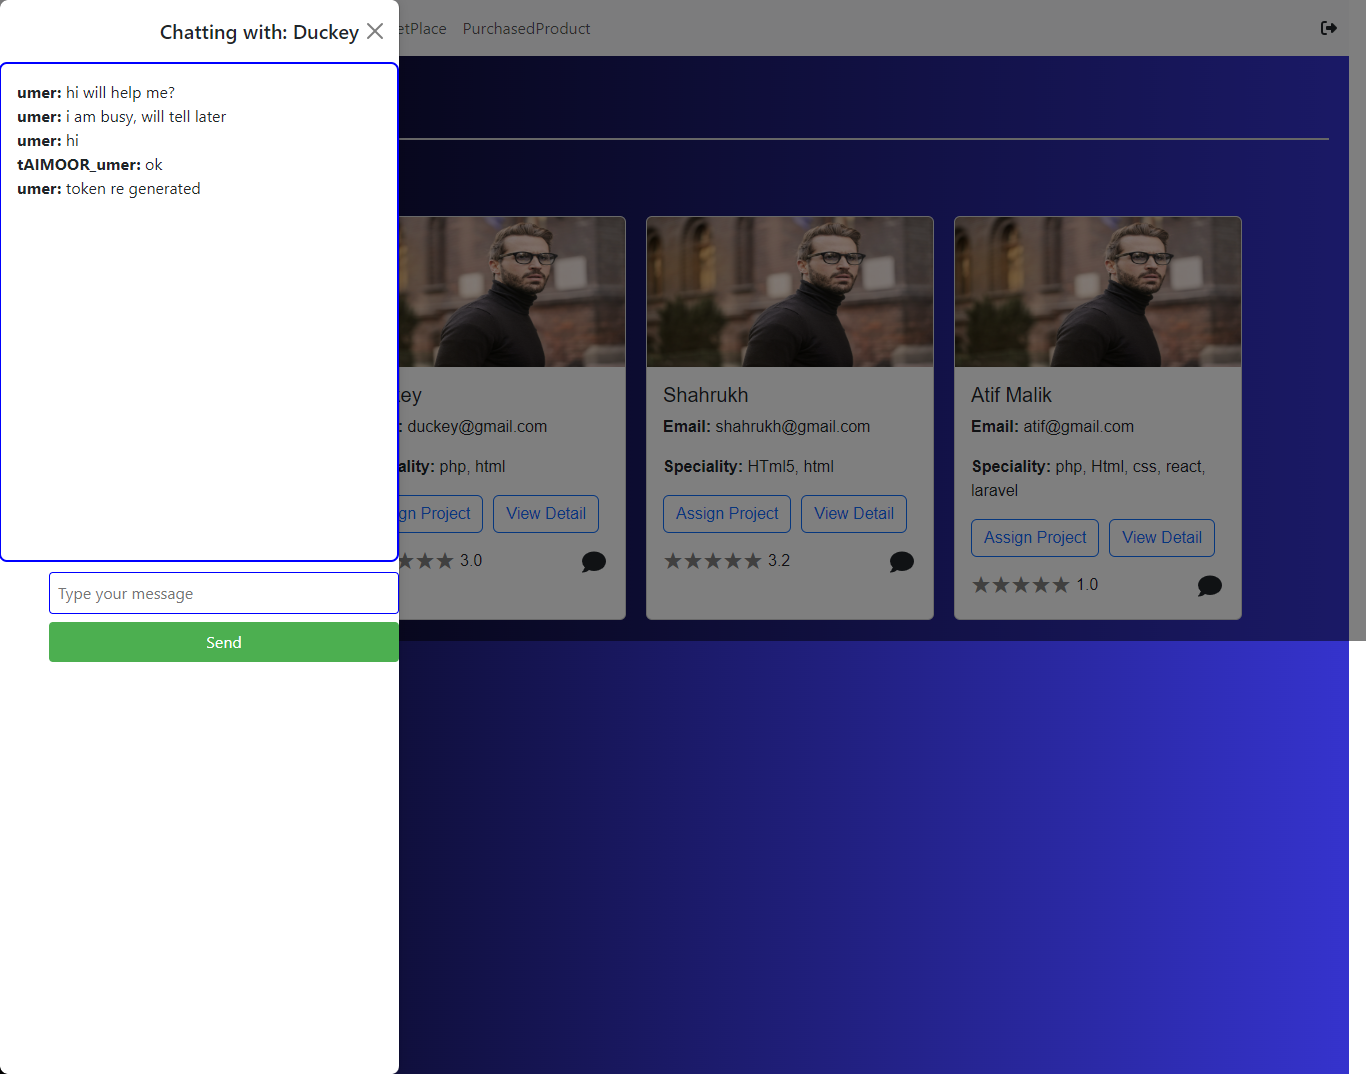 Chatting with: Duckey
etPlace PurchasedProduct
umer: hi will help me?
umer: i am busy, will tell later
umer: hi
tAIMOOR_umer: ok
umer: token re generated
Type your message
Send
ey
: duckey@gmail.com
ality: php, html
gn Project View Detail
3.0
Shahrukh
Email: shahrukh@gmail.com
Speciality: HTml5, html
Assign Project View Detail
★★★★★ 3.2
Atif Malik
Email: atif@gmail.com
Speciality: php, Html, css, react,
laravel
Assign Project View Detail
★★★★★ 1.0